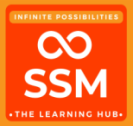 INFINITE POSSIBILITIES
SSM
•THE LEARNING HUB•